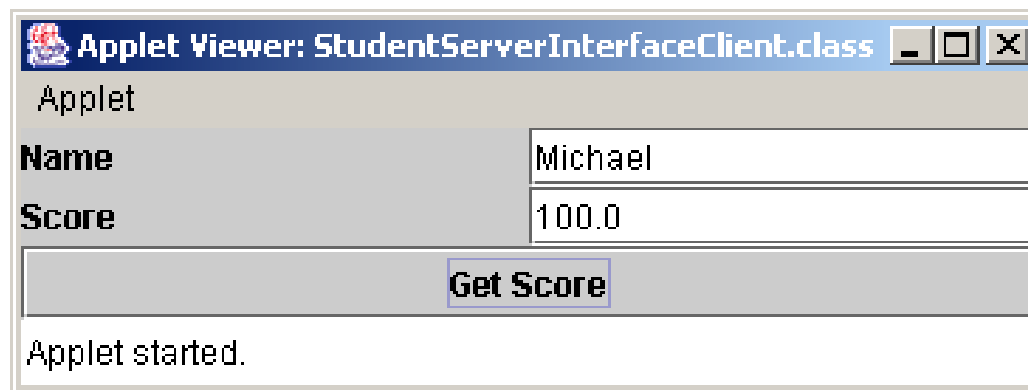 Applet Viewer: StudentServerInterfaceClient.class
Applet
Name Michael
Score 100.0
Get Score
Applet started.